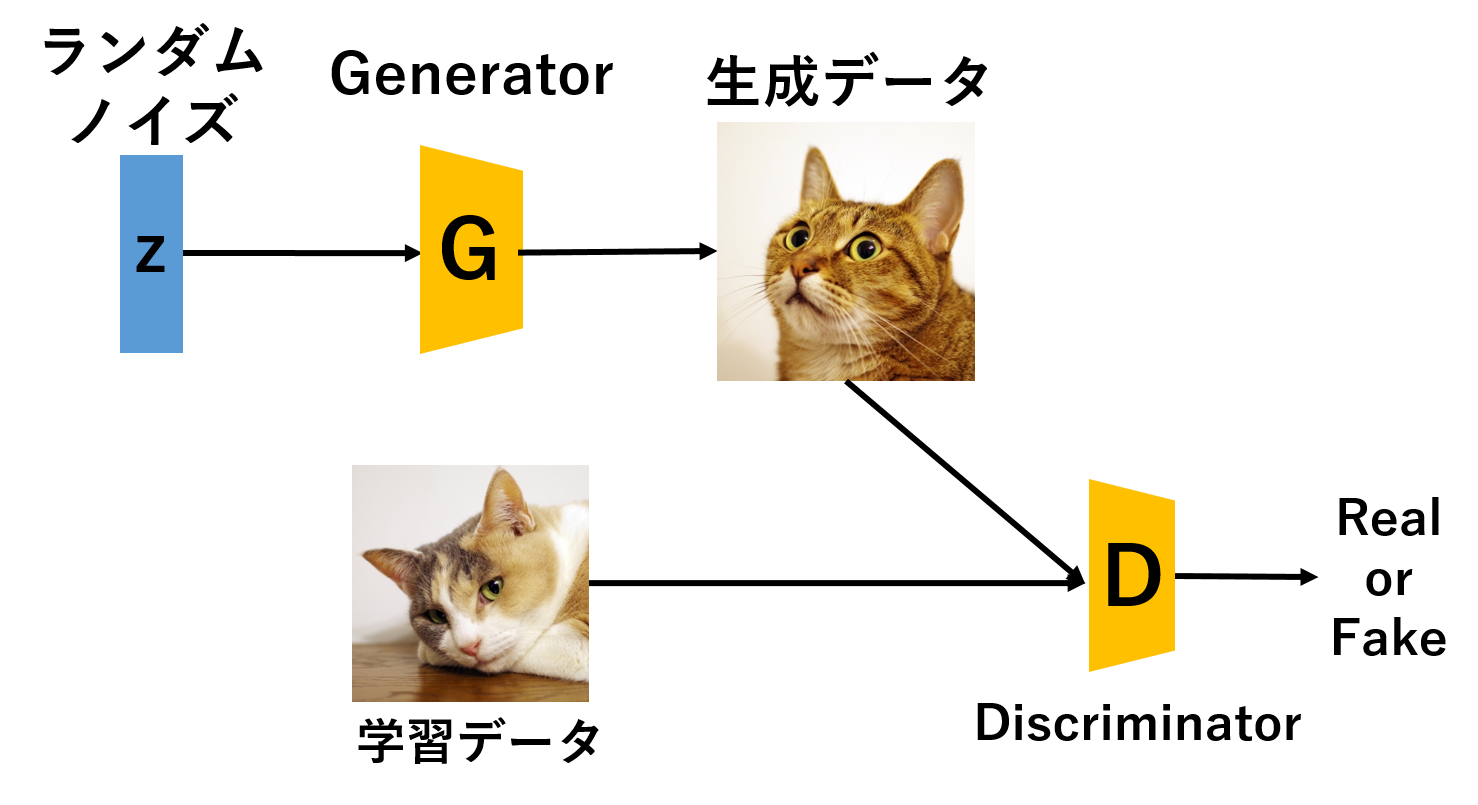 ランダム
ノイズ
Generator
生成データ
z
G
学習データ
D
Real
or
Fake
Discriminator